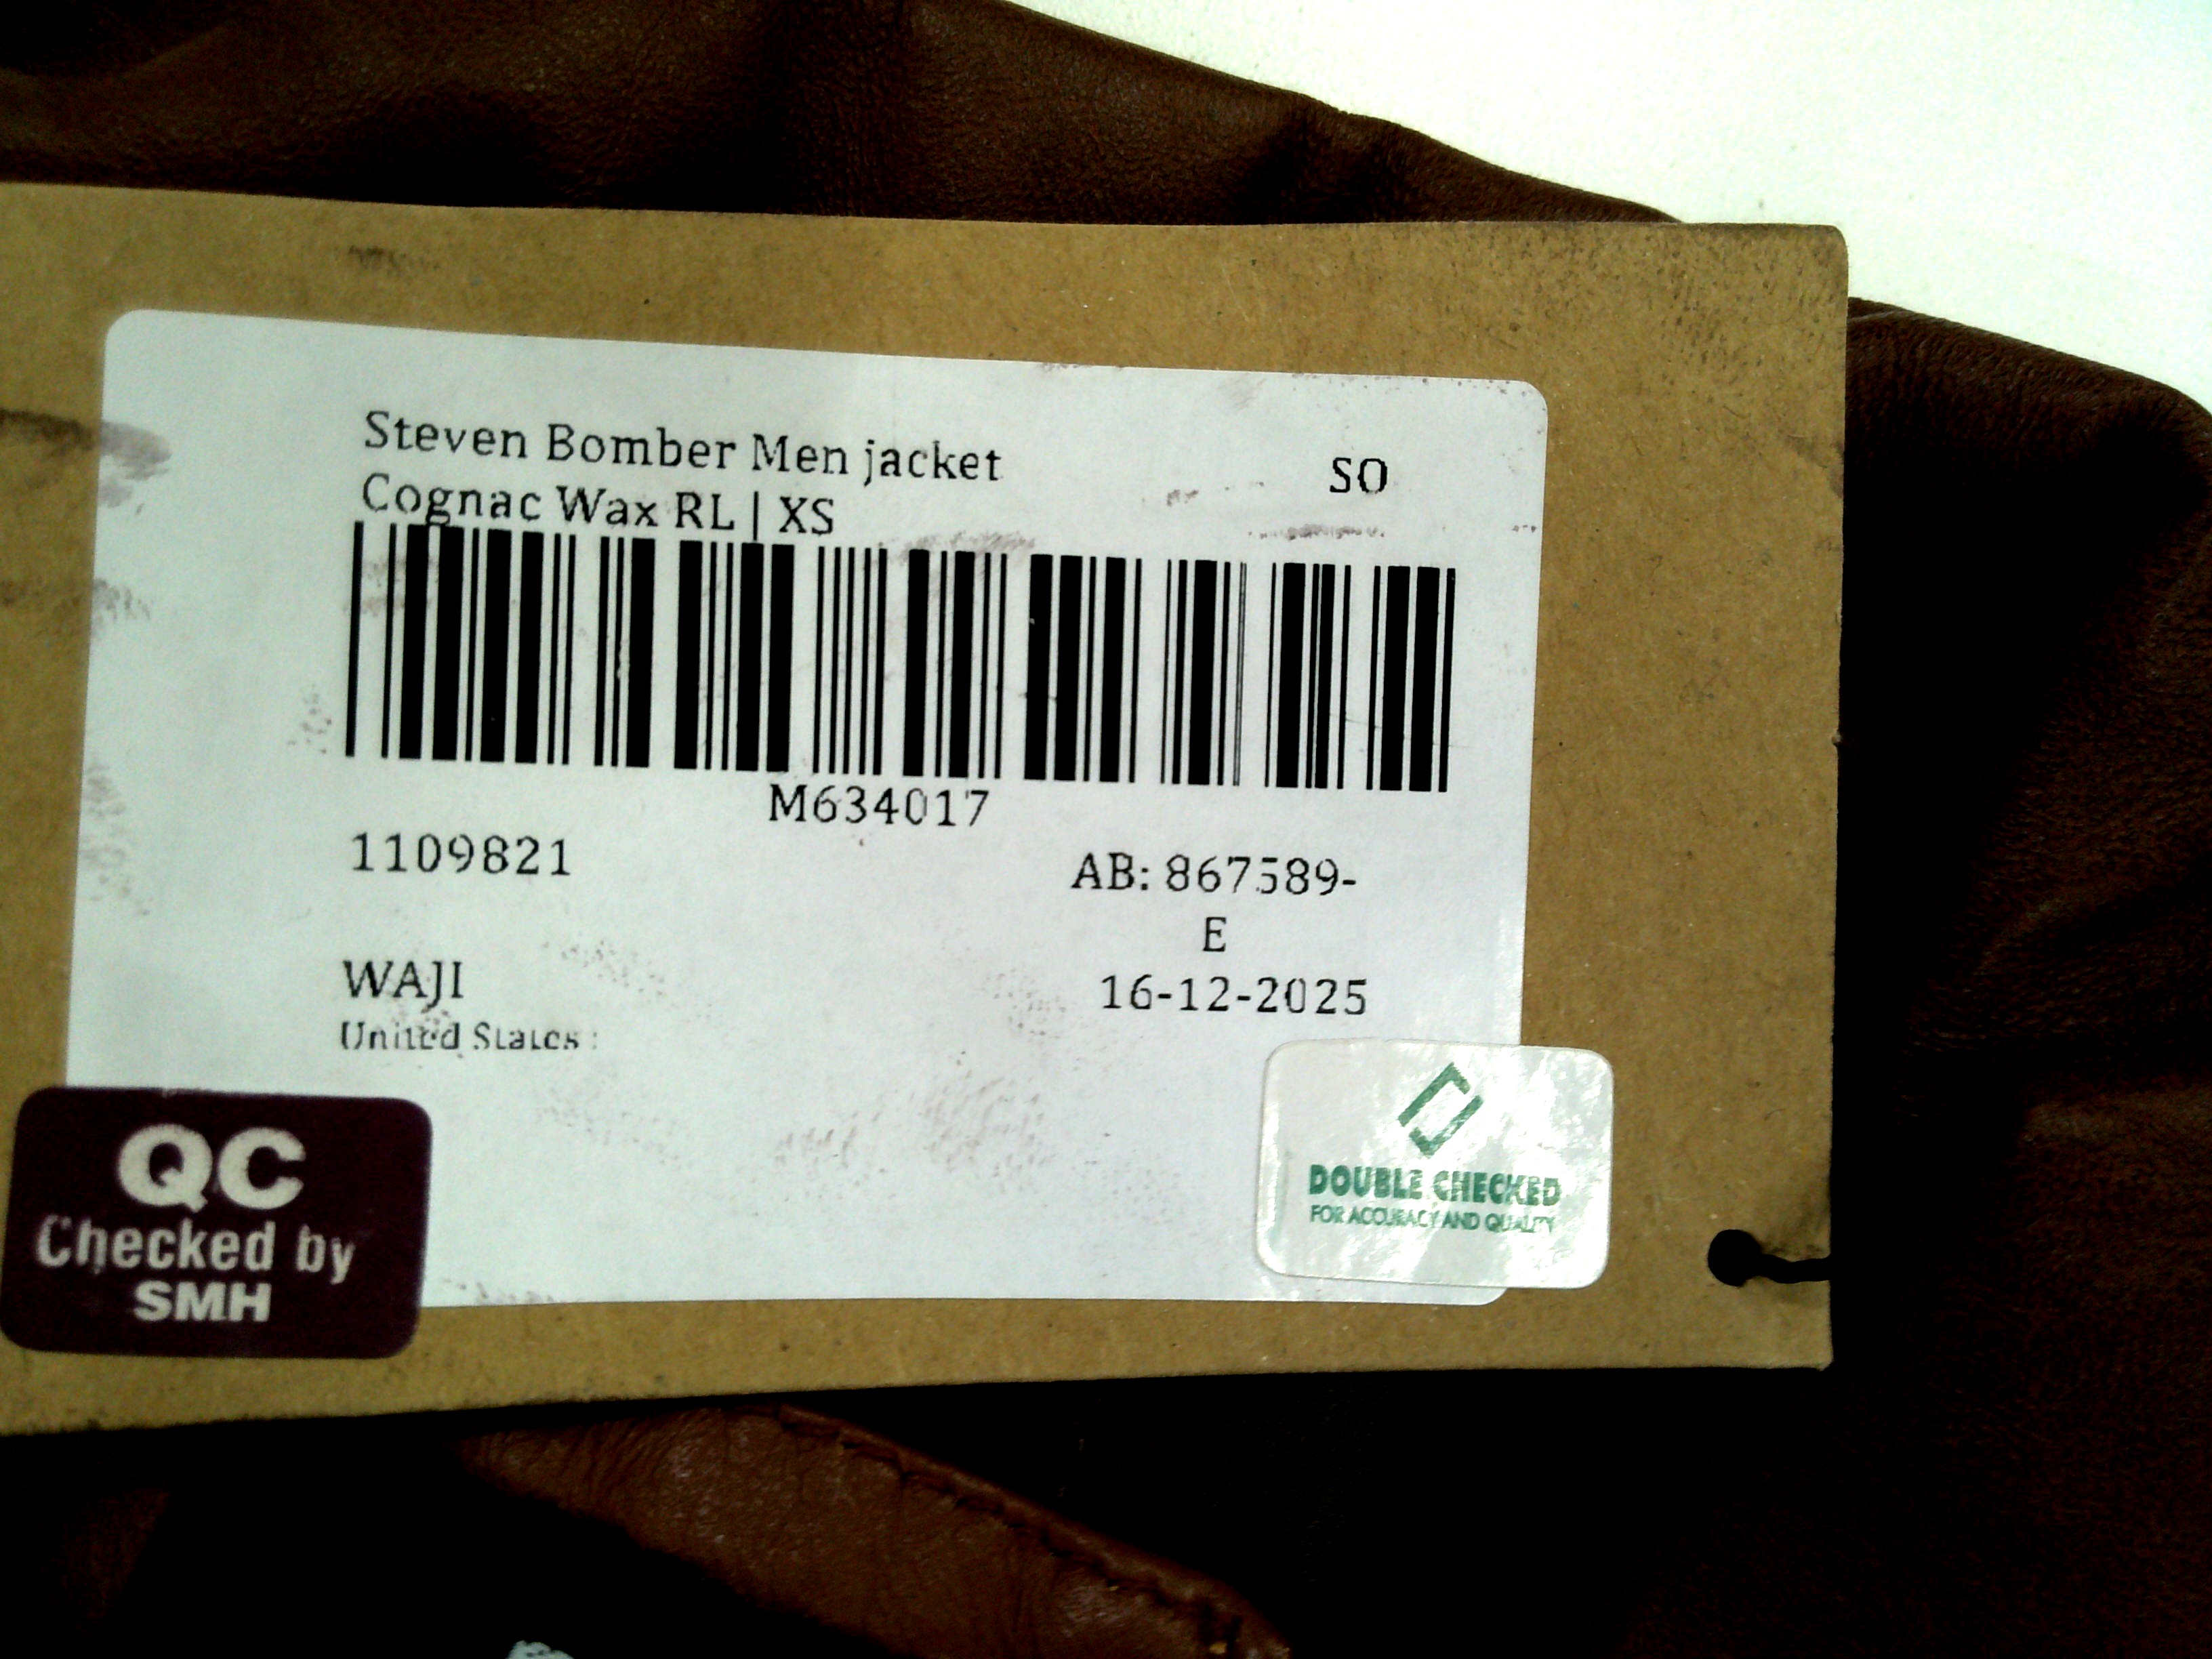 Steven Bomber Men jacket
SO
Cognac Wax RL | XS
M634017
1109821
AB: 867589-
E
WAJI
16-12-2025
United States :
QC
Checked by
SMH
DOUBLE CHECKED
FOR ACCURACY AND QUALITY